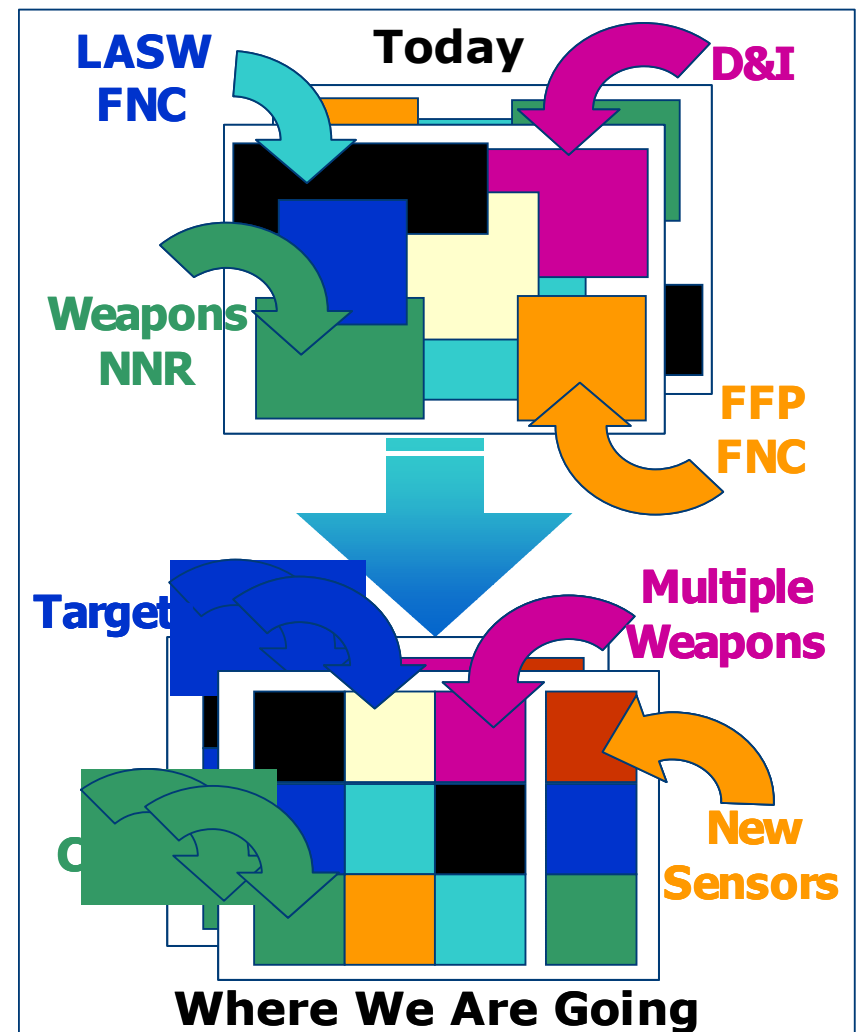 Today
LASW
FNC
D&I
Weapons
NNR
FFP
FNC
Target
Multiple
Weapons
New
Sensors
Where We Are Going